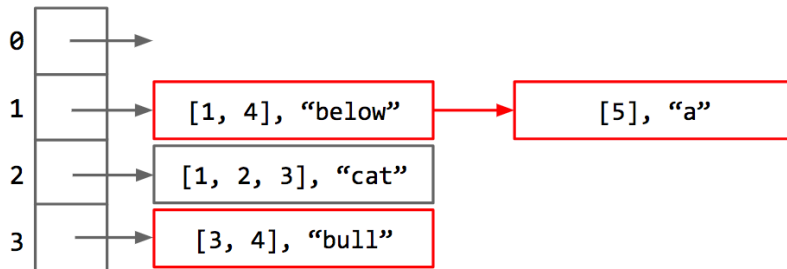 0
1 [1, 4], “below” [5], “a”
2 [1, 2, 3], “cat”
3 [3, 4], “bull”